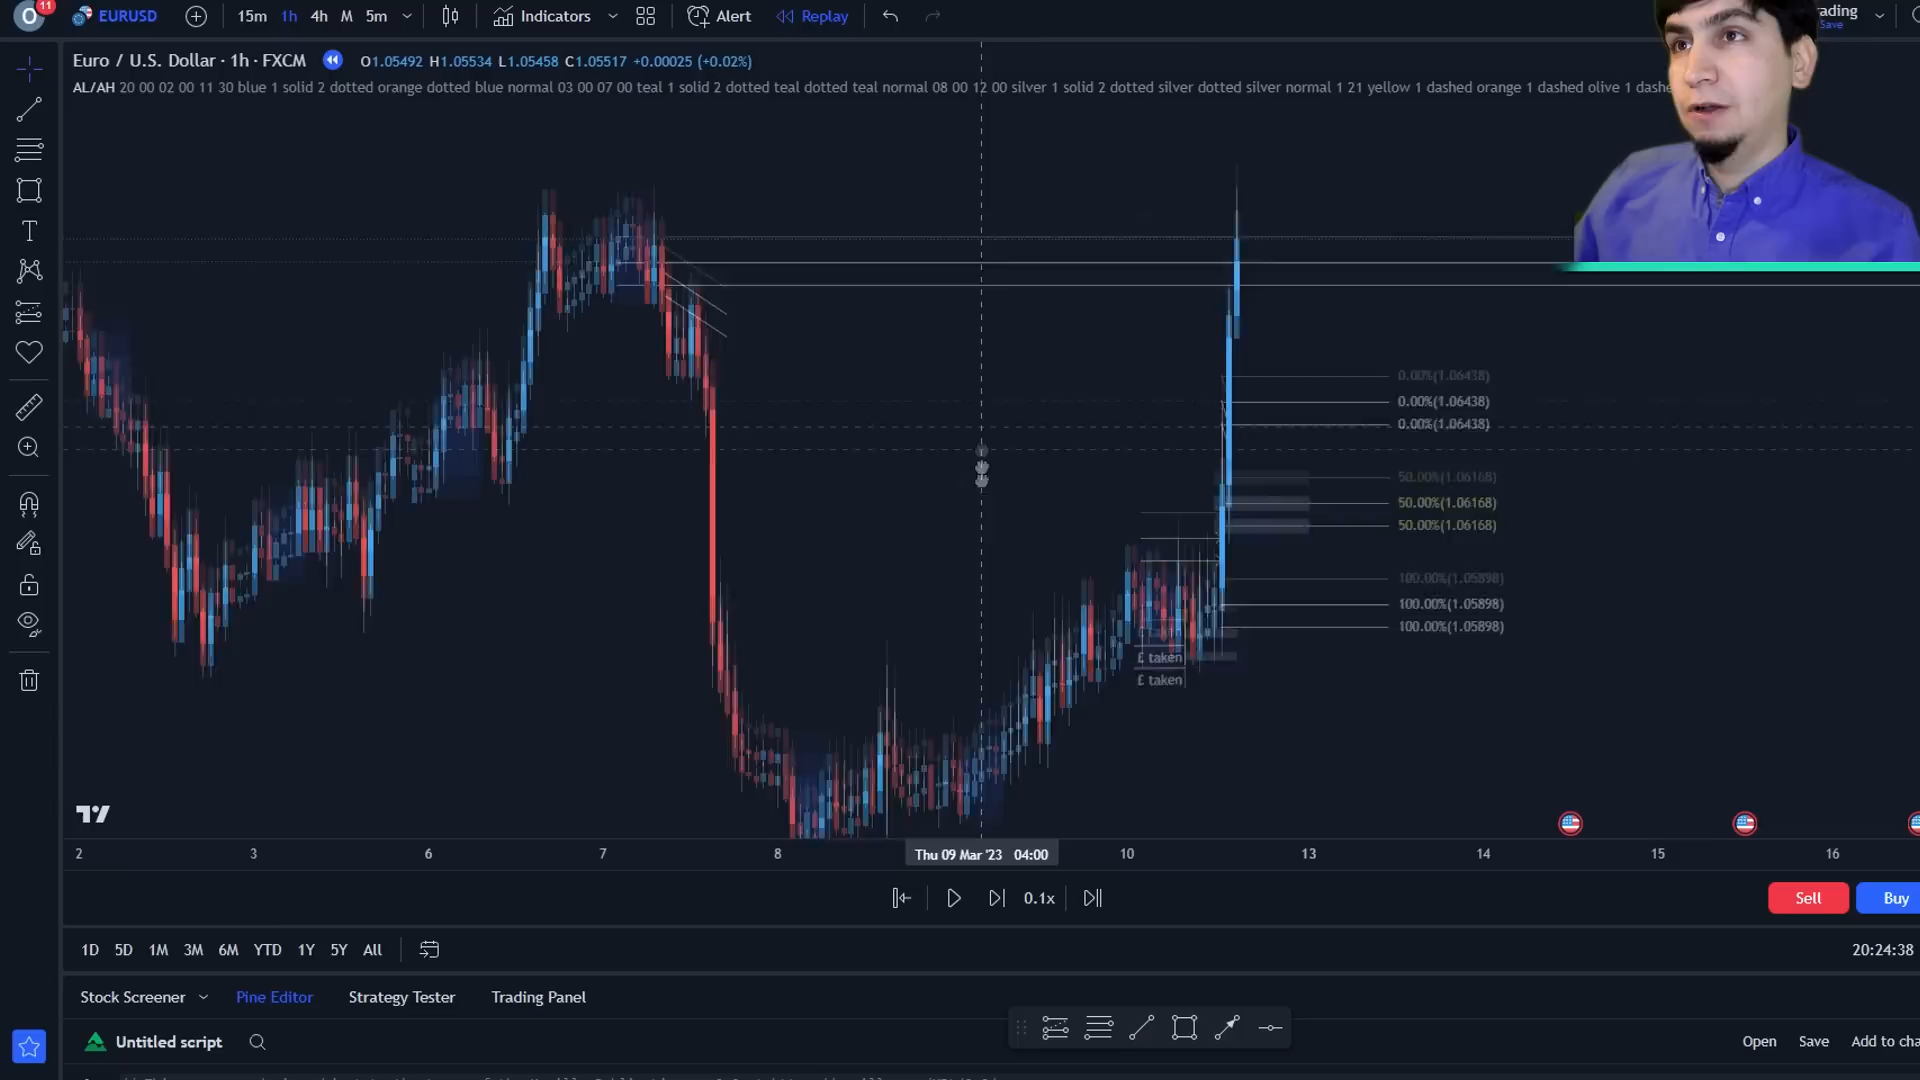 O 11 EURUSD 15m 1h 4h M 5m Indicators Alert Replay rading
Save
Euro / U.S. Dollar · 1h · FXCM O1.05492 H1.05534 L1.05458 C1.05517 +0.00025 (+0.02%)
AL/AH 20 00 02 00 11 30 blue 1 solid 2 dotted orange dotted blue normal 03 00 07 00 teal 1 solid 2 dotted teal dotted teal normal 08 00 12 00 silver 1 solid 2 dotted silver dotted silver normal 1 21 yellow 1 dashed orange 1 dashed olive 1 dashe
0.00%(1.06438)
0.00%(1.06438)
0.00%(1.06438)
50.00%(1.06168)
50.00%(1.06168)
50.00%(1.06168)
100.00%(1.05898)
100.00%(1.05898)
100.00%(1.05898)
£ taken
£ taken
2 3 6 7 8 Thu 09 Mar '23 04:00 10 13 14 15 16
0.1x Sell Buy
1D 5D 1M 3M 6M YTD 1Y 5Y All 20:24:38
Stock Screener Pine Editor Strategy Tester Trading Panel
Untitled script Open Save Add to cha